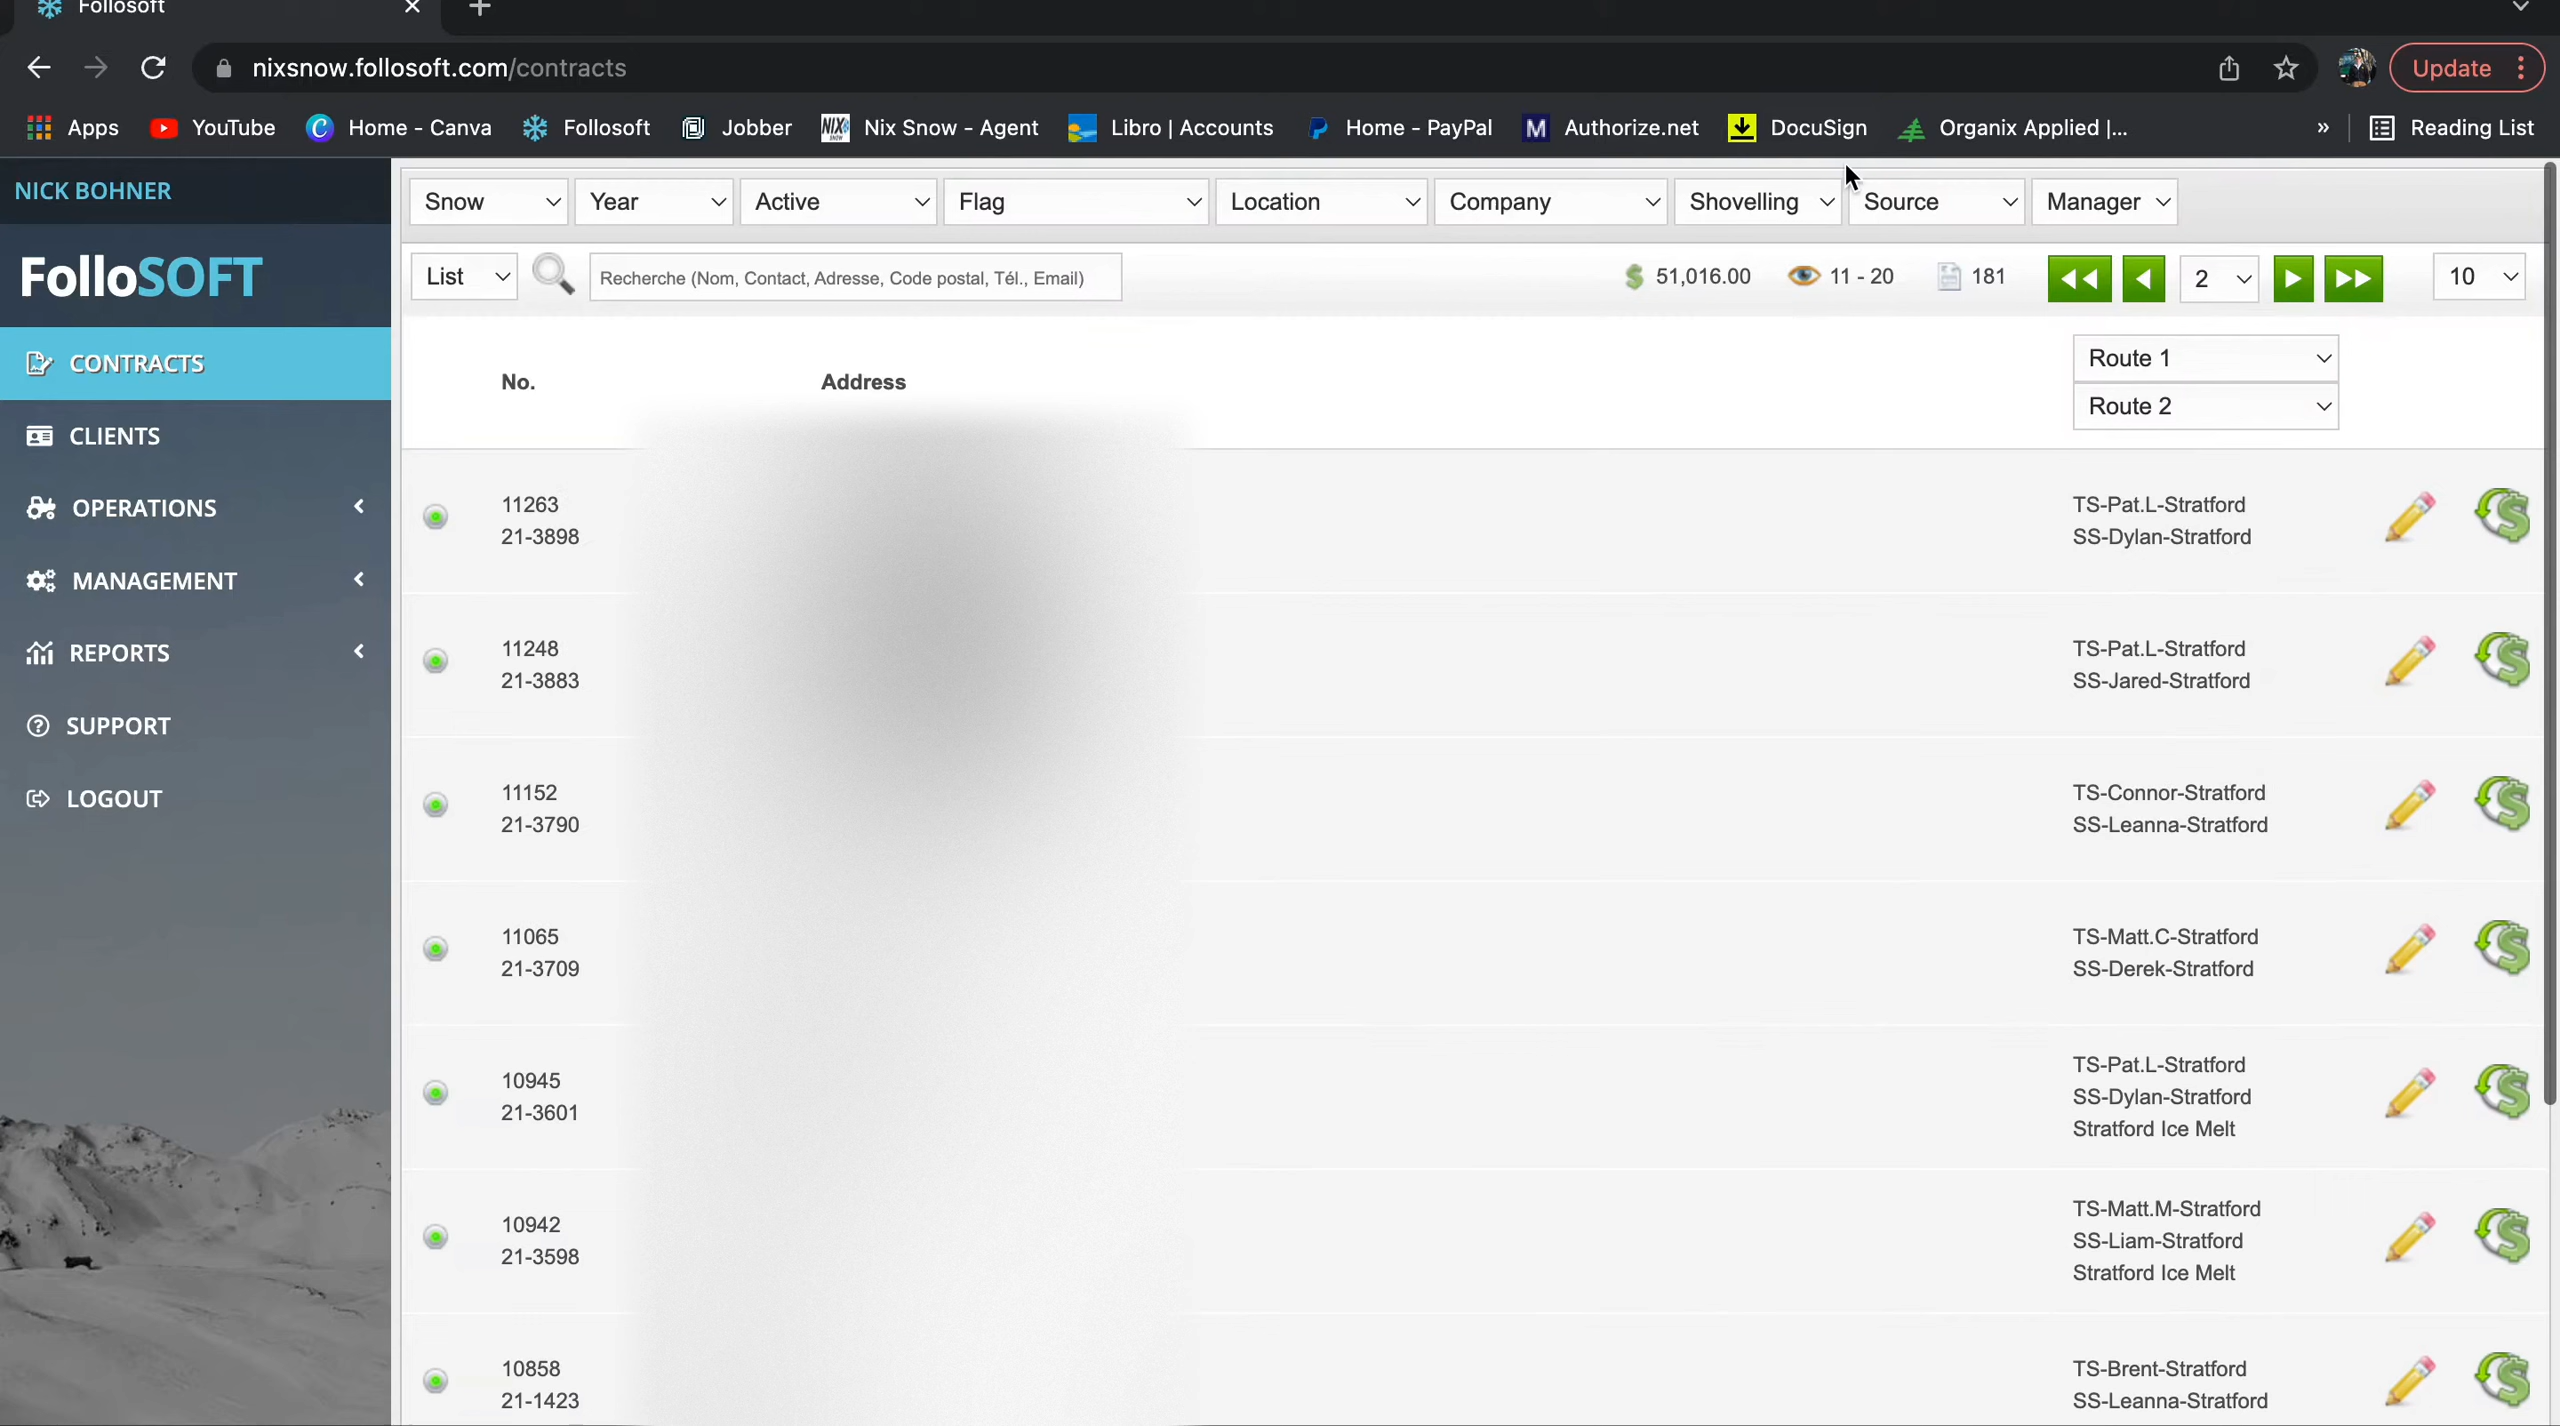 Follosoft
nixsnow.follosoft.com/contracts
Update
Apps YouTube Home - Canva Follosoft Jobber Nix Snow - Agent Libro | Accounts Home - PayPal Authorize.net DocuSign Organix Applied |... » Reading List
NICK BOHNER
Snow Year Active Flag Location Company Shovelling Source Manager
FolloSOFT
List Recherche (Nom, Contact, Adresse, Code postal, Tél., Email) 51,016.00 11 - 20 181 2 10
CONTRACTS
CLIENTS
OPERATIONS
MANAGEMENT
REPORTS
SUPPORT
LOGOUT
No. Address
Route 1
Route 2
11263 TS-Pat.L-Stratford
21-3898 SS-Dylan-Stratford
11248 TS-Pat.L-Stratford
21-3883 SS-Jared-Stratford
11152 TS-Connor-Stratford
21-3790 SS-Leanna-Stratford
11065 TS-Matt.C-Stratford
21-3709 SS-Derek-Stratford
10945 TS-Pat.L-Stratford
21-3601 SS-Dylan-Stratford
Stratford Ice Melt
10942 TS-Matt.M-Stratford
21-3598 SS-Liam-Stratford
Stratford Ice Melt
10858 TS-Brent-Stratford
21-1423 SS-Leanna-Stratford